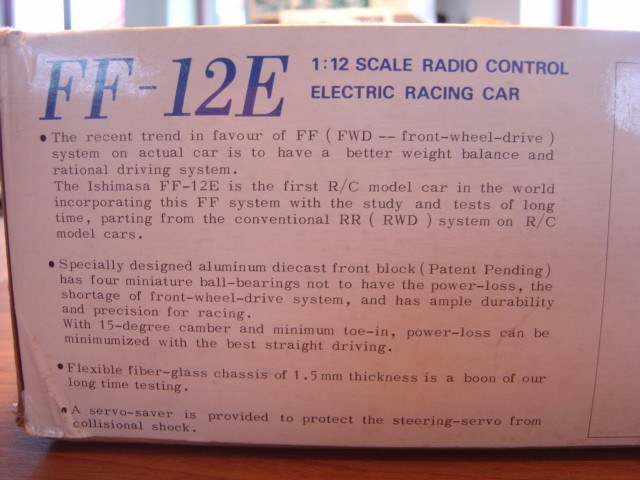 FF-12E
1:12 SCALE RADIO CONTROL
ELECTRIC RACING CAR
• The recent trend in favour of FF ( FWD -- front-wheel-drive )
system on actual car is to have a better weight balance and
rational driving system.
The Ishimasa FF-12E is the first R/C model car in the world
incorporating this FF system with the study and tests of long
time, parting from the conventional RR ( RWD ) system on R/C
model cars.
• Specially designed aluminum diecast front block ( Patent Pending )
has four miniature ball-bearings not to have the power-loss, the
shortage of front-wheel-drive system, and has ample durability
and precision for racing.
With 15-degree camber and minimum toe-in, power-loss can be
minimumized with the best straight driving.
• Flexible fiber-glass chassis of 1.5mm thickness is a boon of our
long time testing.
• A servo-saver is provided to protect the steering-servo from
collisional shock.